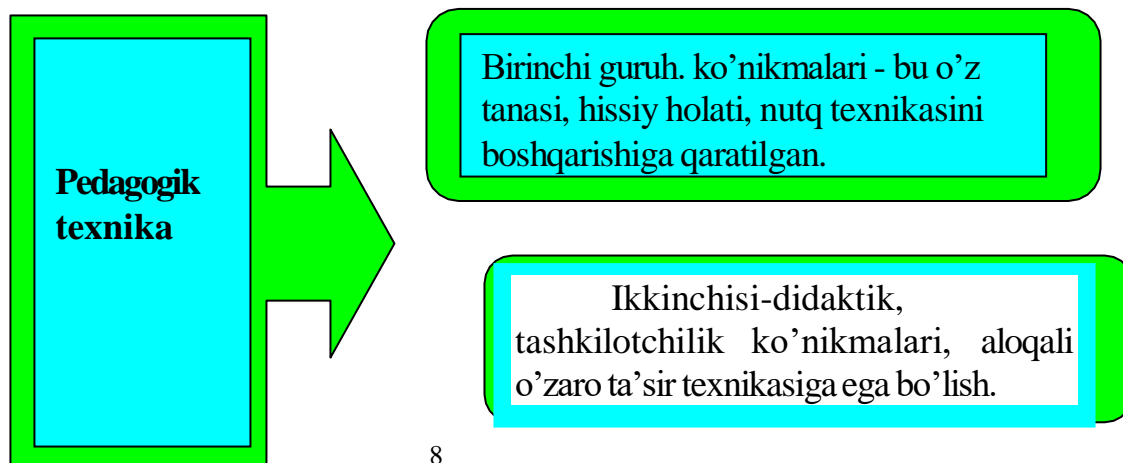 Pedagogik
texnika
Birinchi guruh. ko’nikmalari - bu o’z
tanasi, hissiy holati, nutq texnikasini
boshqarishiga qaratilgan.
Ikkinchisi-didaktik,
tashkilotchilik ko’nikmalari, aloqali
o’zaro ta’sir texnikasiga ega bo’lish.
8